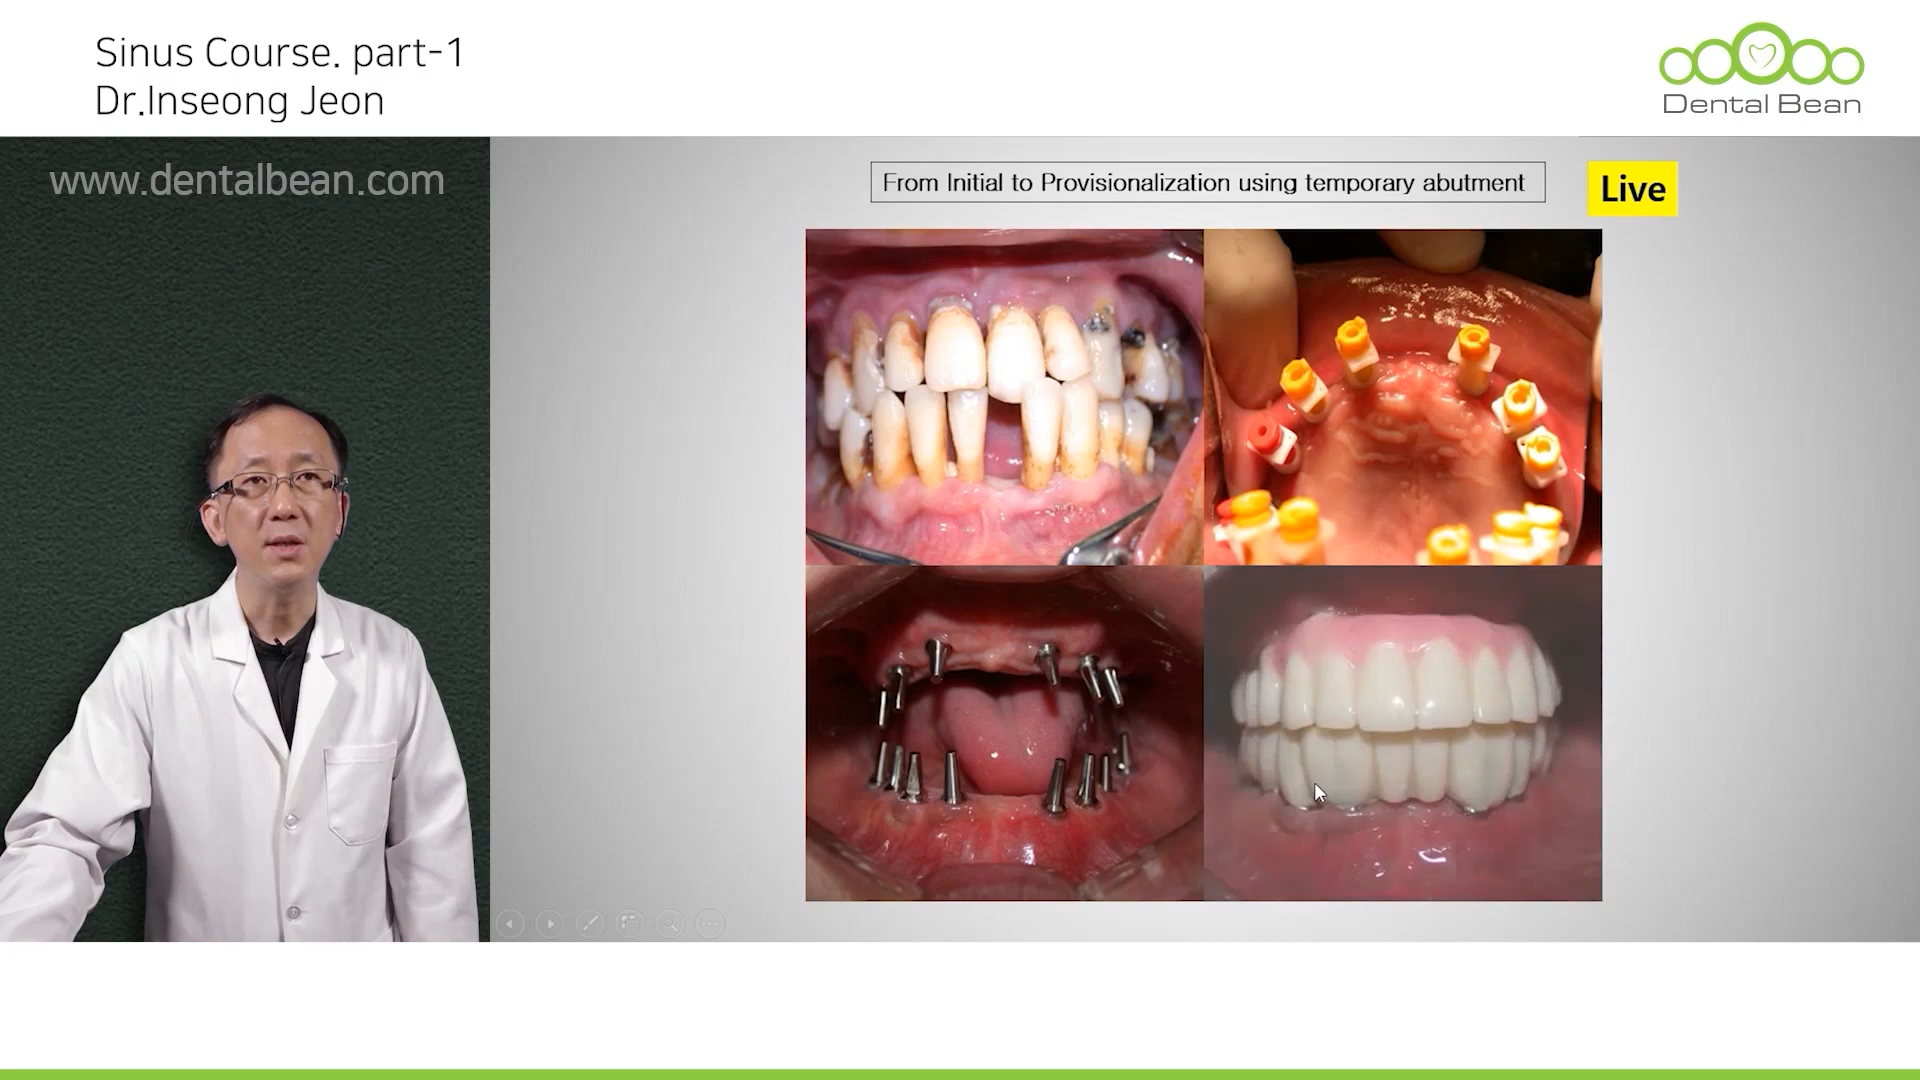 Sinus Course. part-1
Dr.Inseong Jeon
Dental Bean
www.dentalbean.com
From Initial to Provisionalization using temporary abutment
Live